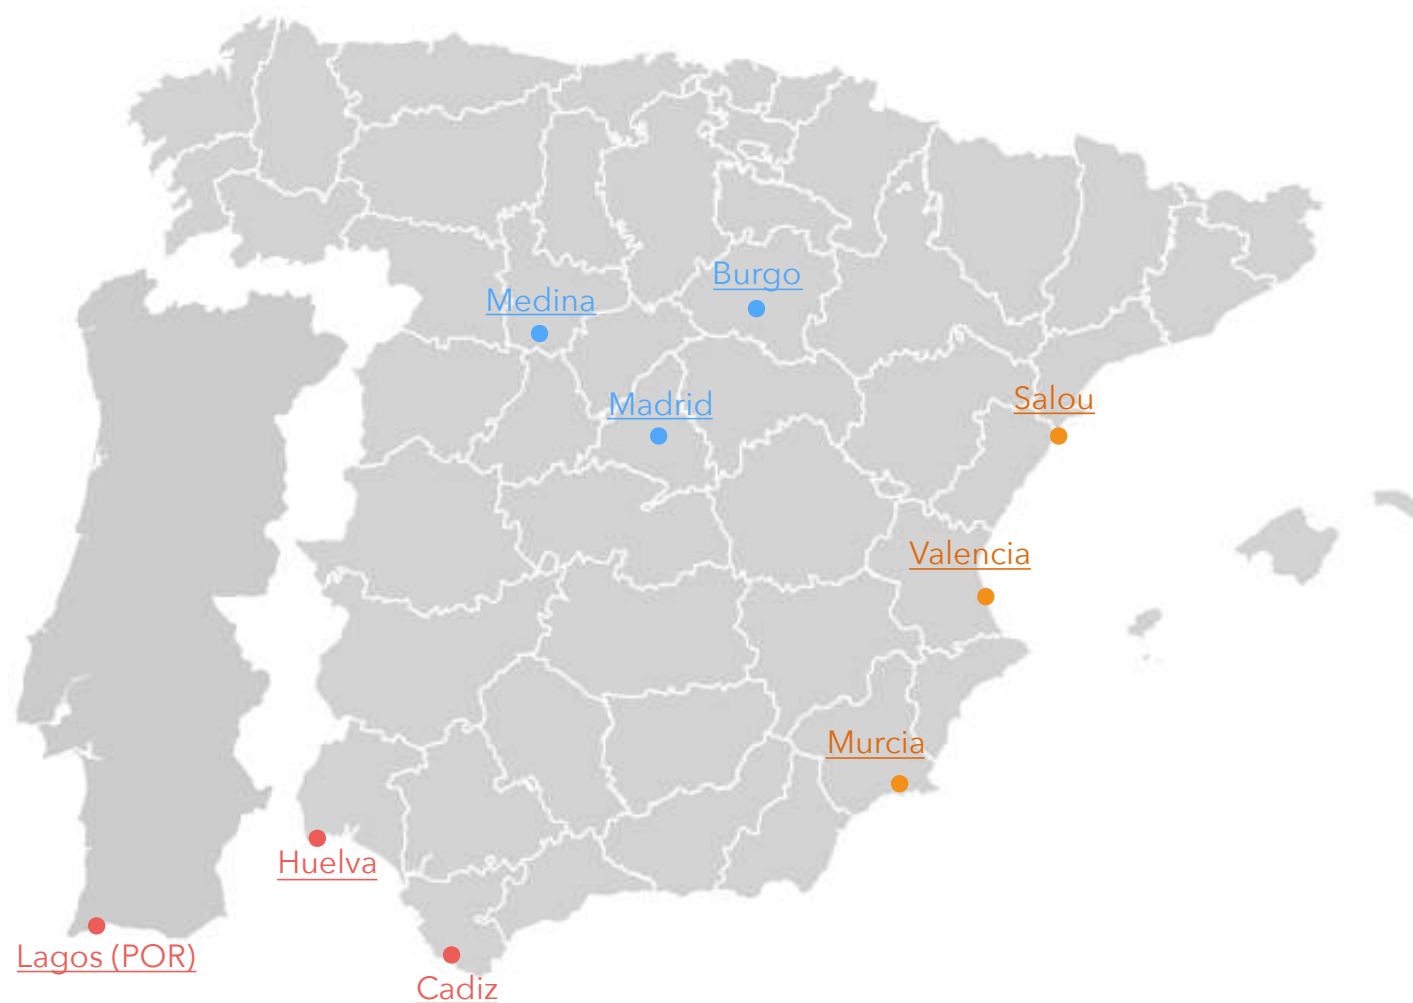 Burgo
Medina
Madrid
Salou
Valencia
Murcia
Huelva
Lagos (POR)
Cadiz